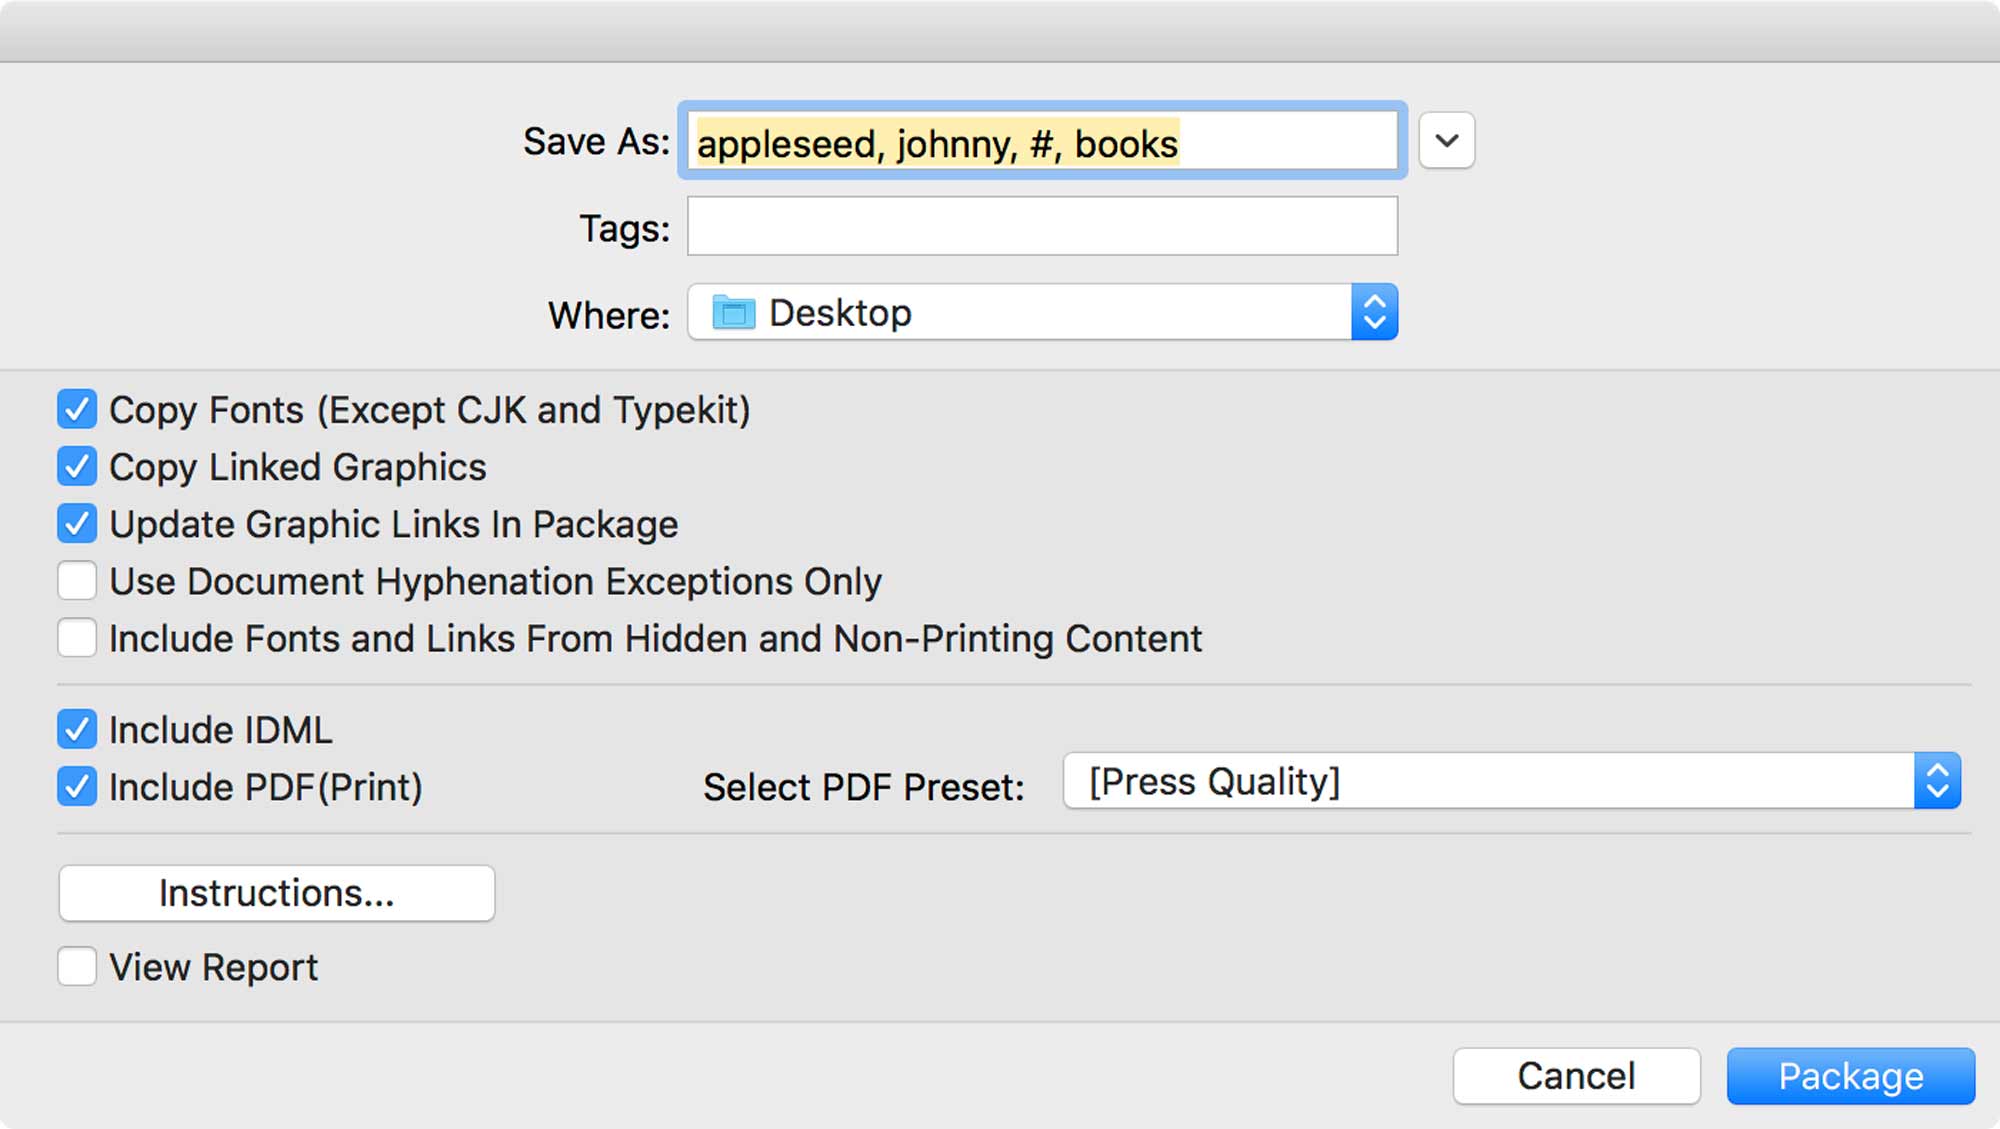 Save As: appleseed, johnny, #, books
Tags:
Where: Desktop
Copy Fonts (Except CJK and Typekit)
Copy Linked Graphics
Update Graphic Links In Package
Use Document Hyphenation Exceptions Only
Include Fonts and Links From Hidden and Non-Printing Content
Include IDML
Include PDF(Print) Select PDF Preset: [Press Quality]
Instructions...
View Report
Cancel Package